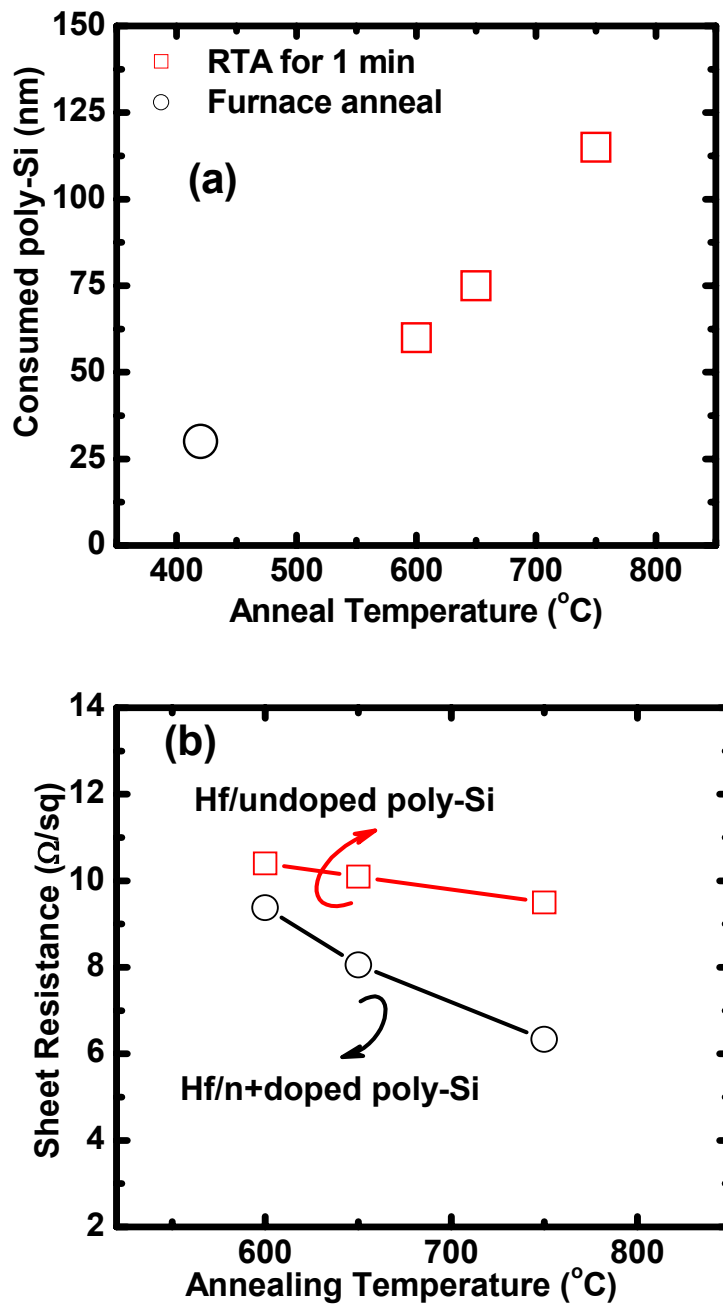 150
125
100
75
50
25
0
Consumed poly-Si (nm)
RTA for 1 min
Furnace anneal
(a)
400 500 600 700 800
Anneal Temperature (°C)
14
12
10
8
6
4
2
Sheet Resistance (Ω/sq)
(b)
Hf/undoped poly-Si
Hf/n+doped poly-Si
600 700 800
Annealing Temperature (°C)